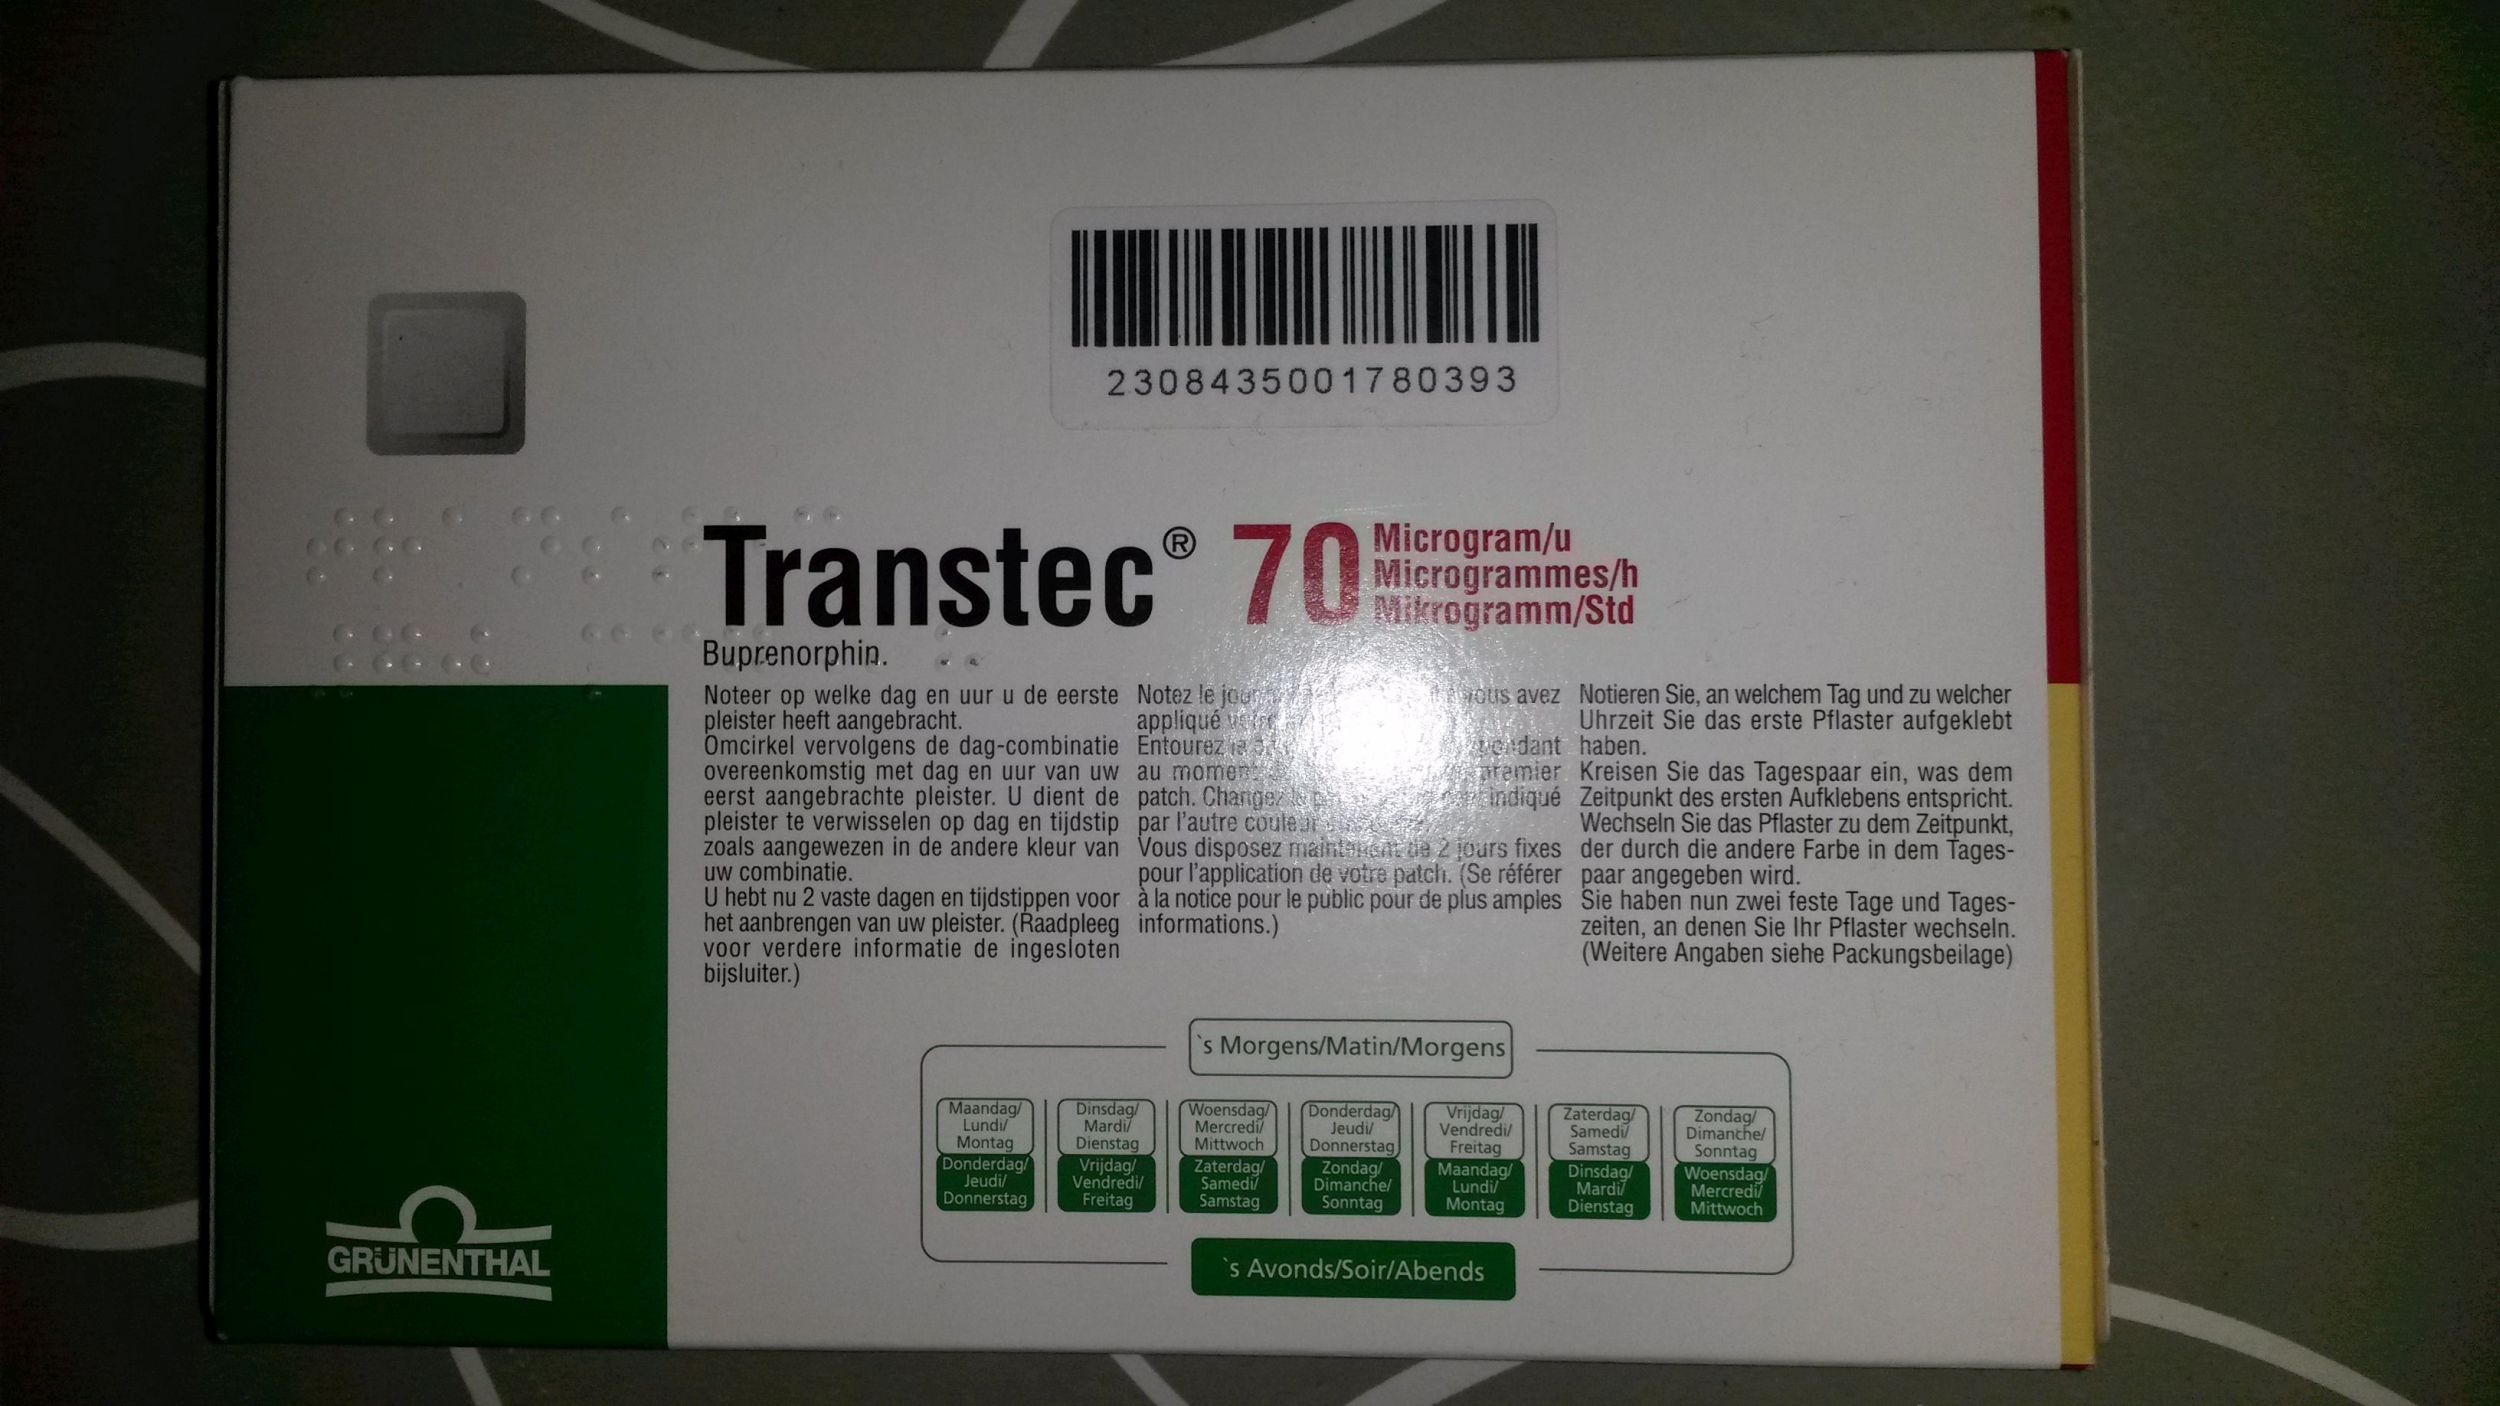 2308435001780393
Transtec® 70 Microgram/u
Microgrammes/h
Mikrogramm/Std
Buprenorphin.
Noteer op welke dag en uur u de eerste
pleister heeft aangebracht.
Omcirkel vervolgens de dag-combinatie
overeenkomstig met dag en uur van uw
eerst aangebrachte pleister. U dient de
pleister te verwisselen op dag en tijdstip
zoals aangewezen in de andere kleur van
uw combinatie.
U hebt nu 2 vaste dagen en tijdstippen voor
het aanbrengen van uw pleister. (Raadpleeg
voor verdere informatie de ingesloten
bijsluiter.)
Notez le vous avez
appliqué
Entourez
au premier
patch. Changez indiqué
par l'autre couleur
Vous disposez maintenant de 2 jours fixes
pour l'application de votre patch. (Se référer
à la notice pour le public pour de plus amples
informations.)
Notieren Sie, an welchem Tag und zu welcher
Uhrzeit Sie das erste Pflaster aufgeklebt
haben.
Kreisen Sie das Tagespaar ein, was dem
Zeitpunkt des ersten Aufklebens entspricht.
Wechseln Sie das Pflaster zu dem Zeitpunkt,
der durch die andere Farbe in dem Tages-
paar angegeben wird.
Sie haben nun zwei feste Tage und Tages-
zeiten, an denen Sie Ihr Pflaster wechseln.
(Weitere Angaben siehe Packungsbeilage)
`s Morgens/Matin/Morgens
Maandag/
Lundi/
Montag
Donderdag/
Jeudi/
Donnerstag
Dinsdag/
Mardi/
Dienstag
Vrijdag/
Vendredi/
Freitag
Woensdag/
Mercredi/
Mittwoch
Zaterdag/
Samedi/
Samstag
Donderdag/
Jeudi/
Donnerstag
Zondag/
Dimanche/
Sonntag
Vrijdag/
Vendredi/
Freitag
Maandag/
Lundi/
Montag
Zaterdag/
Samedi/
Samstag
Dinsdag/
Mardi/
Dienstag
Zondag/
Dimanche/
Sonntag
Woensdag/
Mercredi/
Mittwoch
`s Avonds/Soir/Abends
GRÜNENTHAL